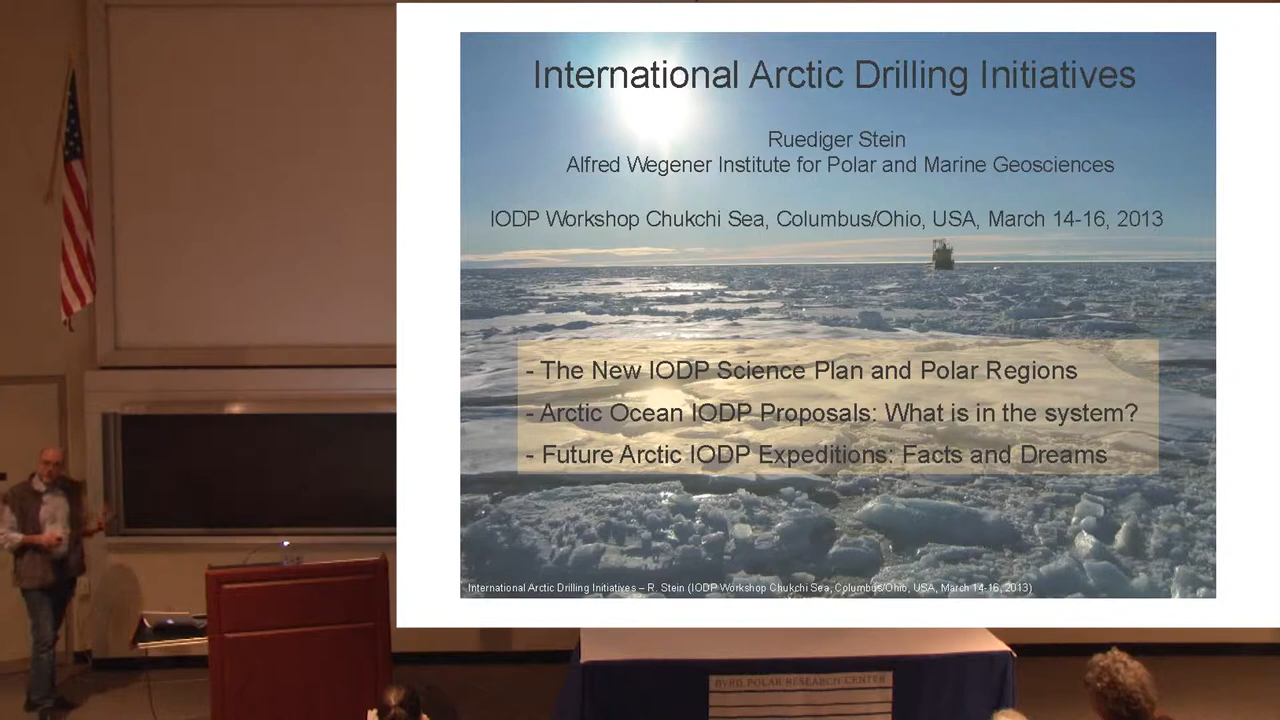 International Arctic Drilling Initiatives
Ruediger Stein
Alfred Wegener Institute for Polar and Marine Geosciences
IODP Workshop Chukchi Sea, Columbus/Ohio, USA, March 14-16, 2013
- The New IODP Science Plan and Polar Regions
- Arctic Ocean IODP Proposals: What is in the system?
- Future Arctic IODP Expeditions: Facts and Dreams
International Arctic Drilling Initiatives – R. Stein (IODP Workshop Chukchi Sea, Columbus/Ohio, USA, March 14-16, 2013)
BYRD POLAR RESEARCH CENTER